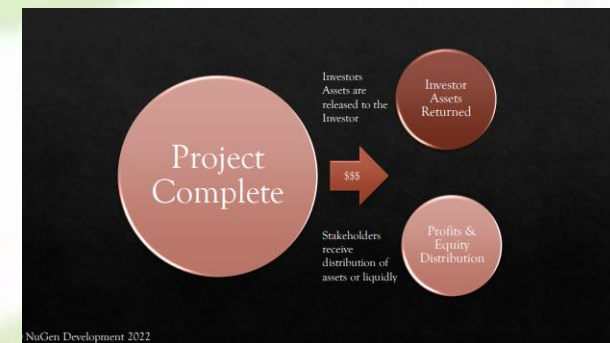 Investors
Assets are
released to the
Investor
Investor
Assets
Returned
Project
Complete
$$$
Stakeholders
receive
distribution of
assets or liquidly
Profits &
Equity
Distribution
NuGen Development 2022